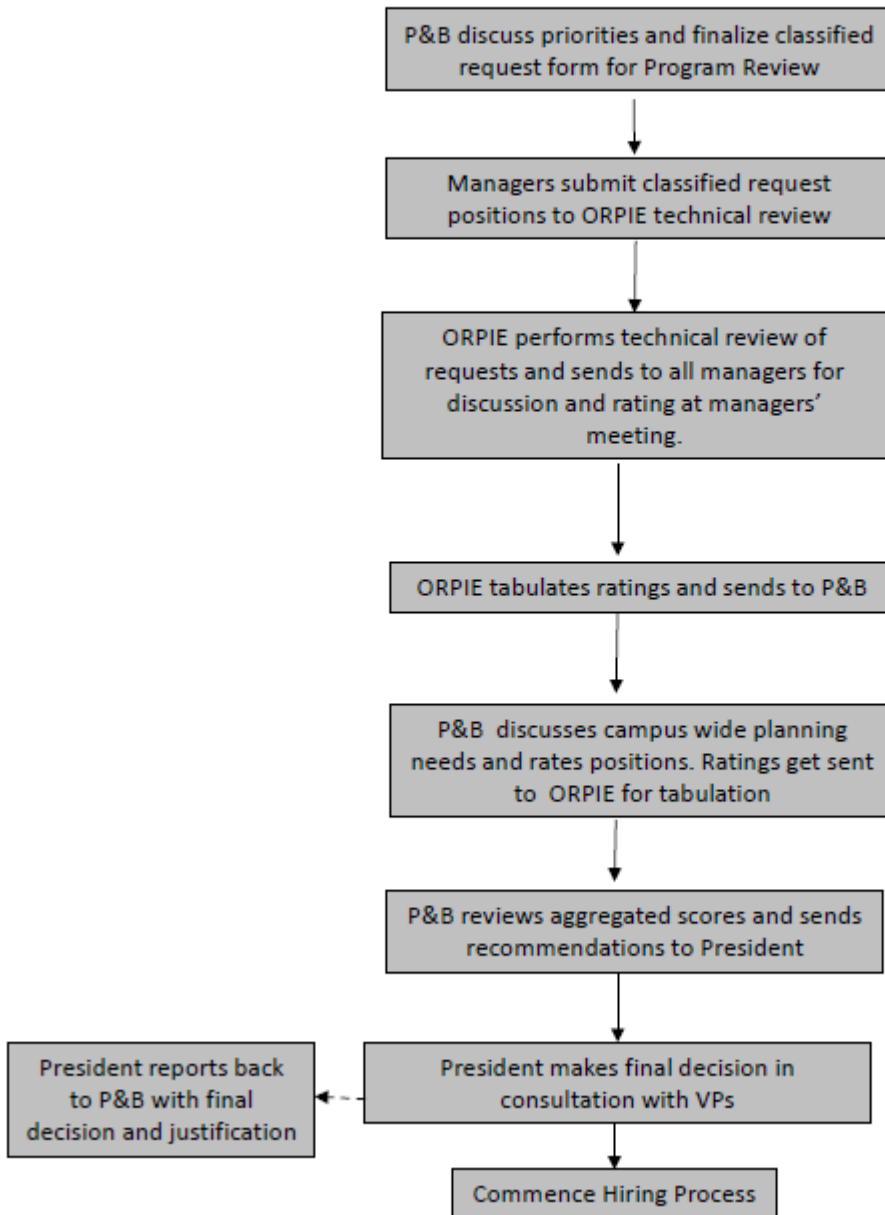 P&B discuss priorities and finalize classified
request form for Program Review
Managers submit classified request
positions to ORPIE technical review
ORPIE performs technical review of
requests and sends to all managers for
discussion and rating at managers’
meeting.
ORPIE tabulates ratings and sends to P&B
P&B  discusses campus wide planning
needs and rates positions. Ratings get sent
to  ORPIE for tabulation
P&B reviews aggregated scores and sends
recommendations to President
President makes final decision in
consultation with VPs
President reports back
to P&B with final
decision and justification
Commence Hiring Process